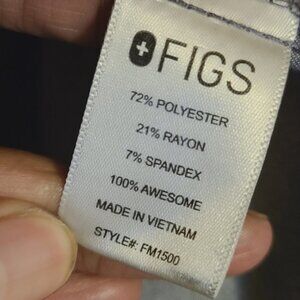 FIGS
72% POLYESTER
21% RAYON
7% SPANDEX
100% AWESOME
MADE IN VIETNAM
STYLE#: FM1500